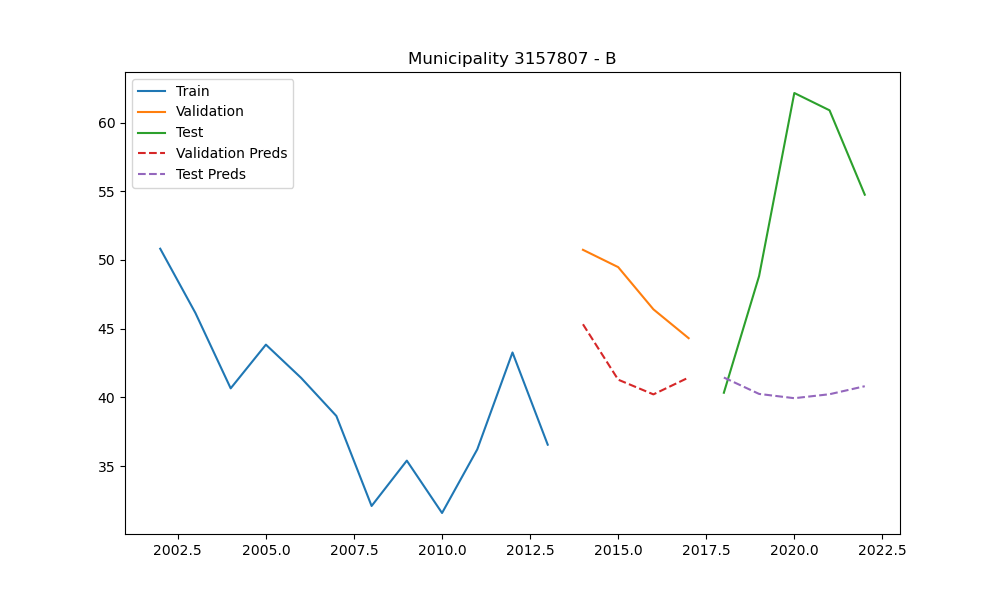 Municipality 3157807 - B
Train
Validation
Test
Validation Preds
Test Preds
60
55
50
45
40
35
2002.5 2005.0 2007.5 2010.0 2012.5 2015.0 2017.5 2020.0 2022.5